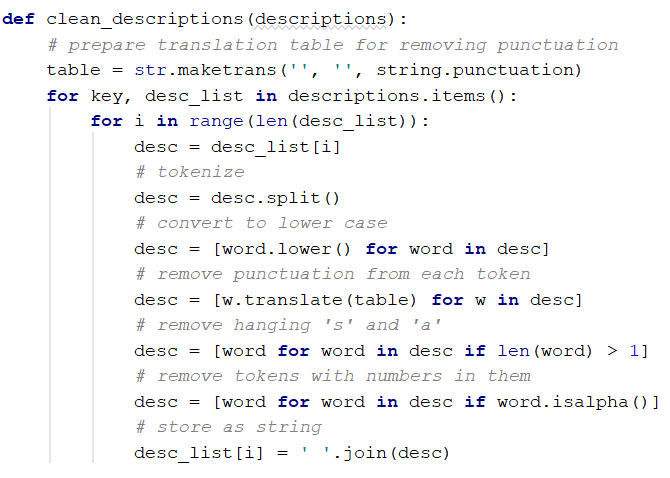 def clean_descriptions(descriptions):
    # prepare translation table for removing punctuation
    table = str.maketrans('', '', string.punctuation)
    for key, desc_list in descriptions.items():
        for i in range(len(desc_list)):
            desc = desc_list[i]
            # tokenize
            desc = desc.split()
            # convert to lower case
            desc = [word.lower() for word in desc]
            # remove punctuation from each token
            desc = [w.translate(table) for w in desc]
            # remove hanging 's' and 'a'
            desc = [word for word in desc if len(word) > 1]
            # remove tokens with numbers in them
            desc = [word for word in desc if word.isalpha()]
            # store as string
            desc_list[i] = ' '.join(desc)